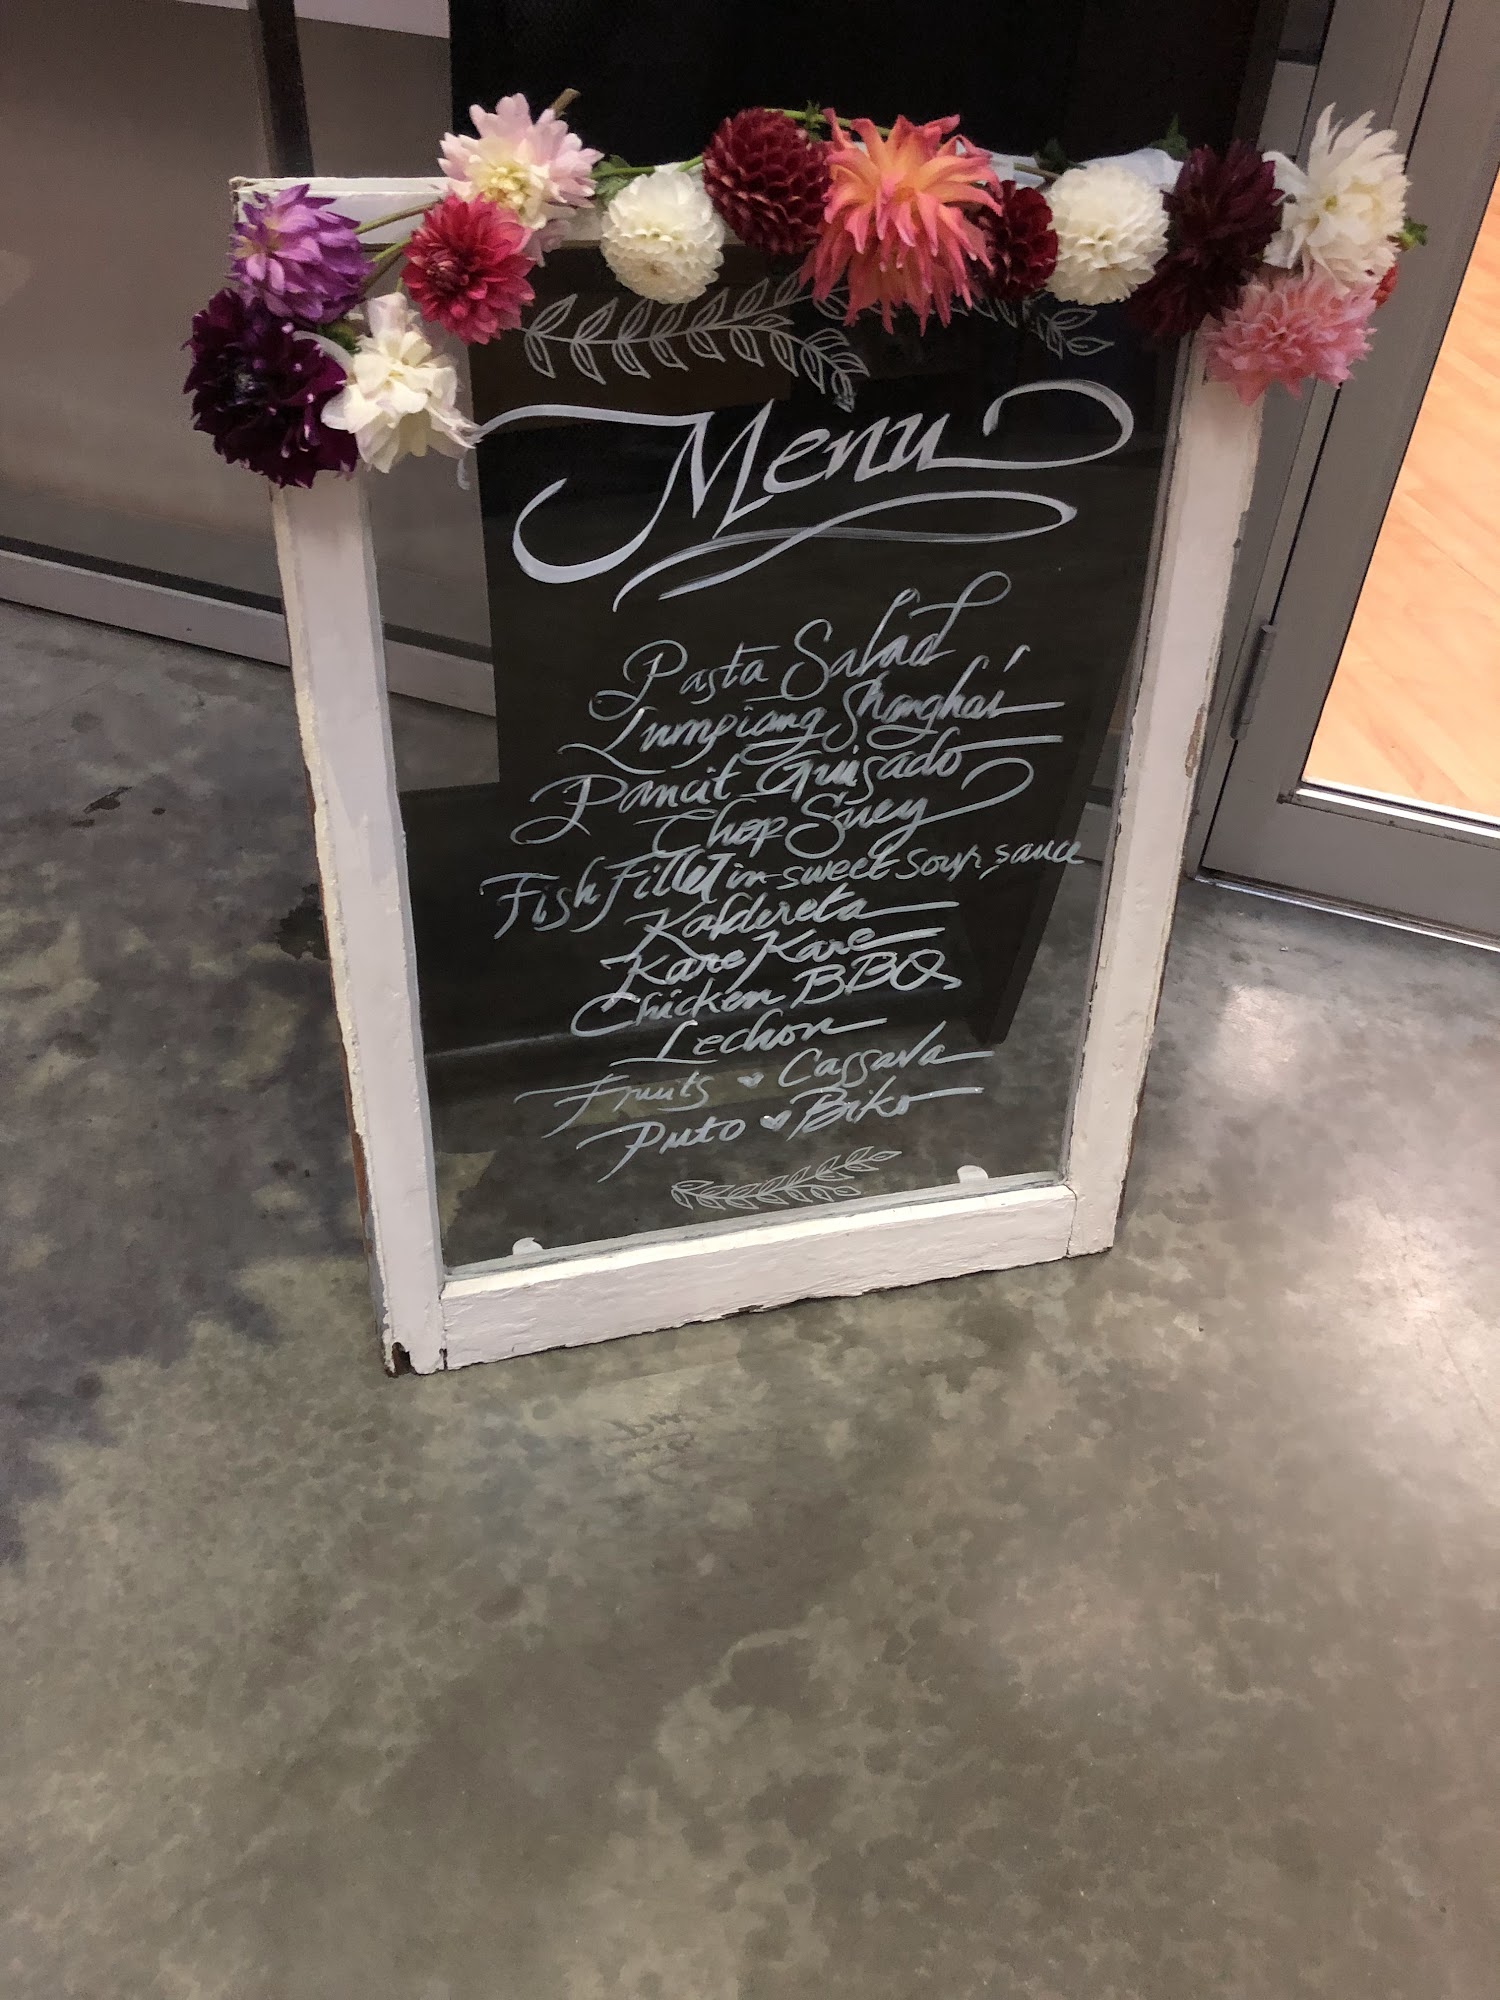 Menu
Pasta Salad
Lumpiang Shanghai
Pancit Guisado
Chop Suey
Fish Fillet in sweet sour sauce
Kaldereta
Kare Kare
Chicken BBQ
Lechon
Fruits ♥ Cassava
Puto ♥ Biko